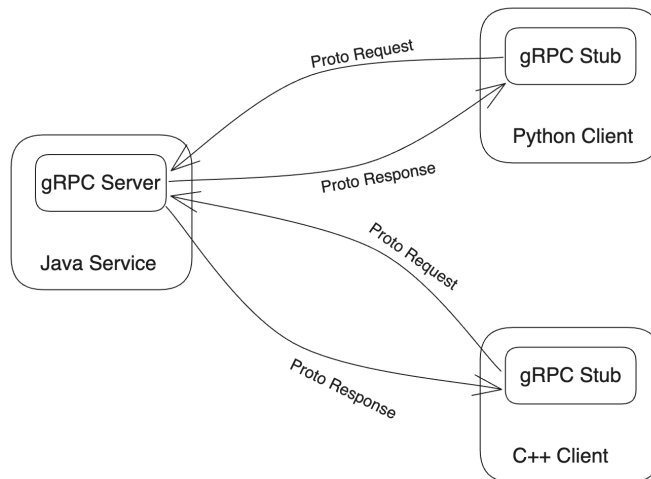 Proto Request
gRPC Stub
Python Client
gRPC Server
Java Service
Proto Response
Proto Request
Proto Response
gRPC Stub
C++ Client